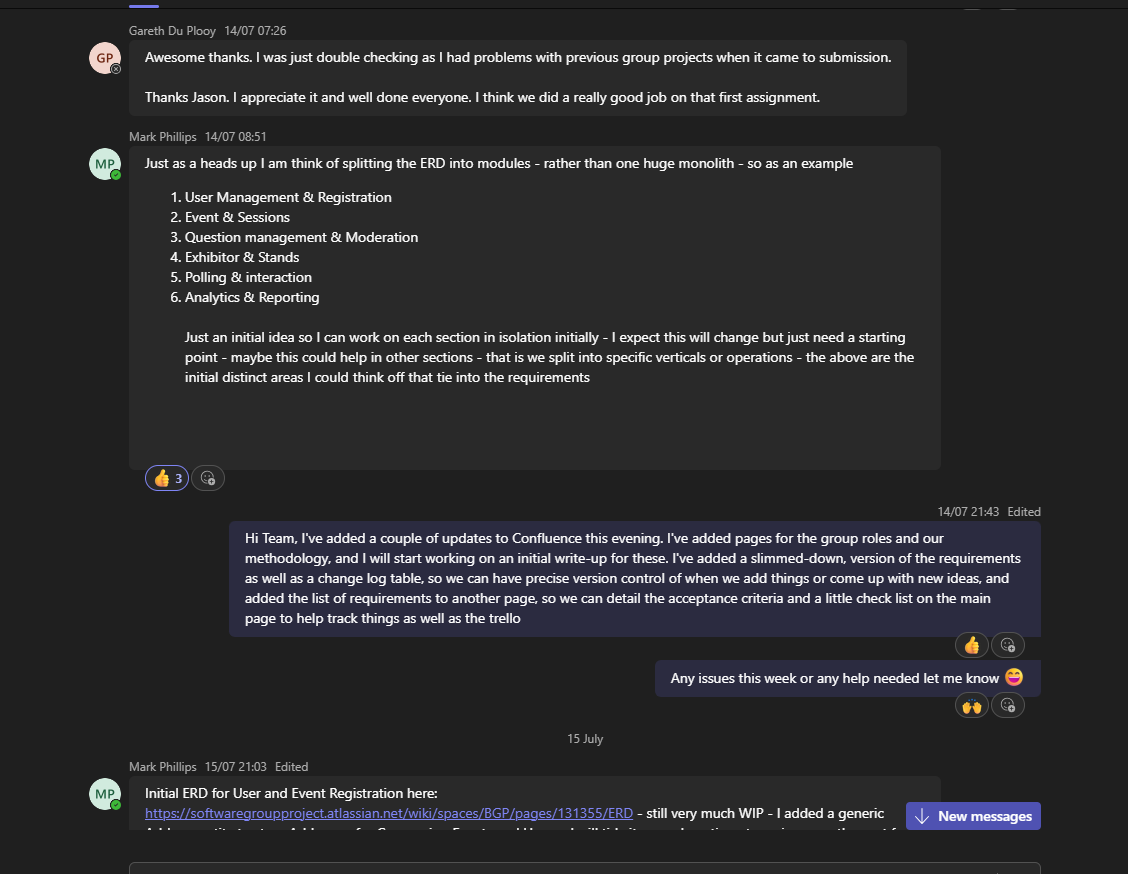 Gareth Du Plooy 14/07 07:26
GP
Awesome thanks. I was just double checking as I had problems with previous group projects when it came to submission.
Thanks Jason. I appreciate it and well done everyone. I think we did a really good job on that first assignment.
Mark Phillips 14/07 08:51
MP
Just as a heads up I am think of splitting the ERD into modules - rather than one huge monolith - so as an example
1. User Management & Registration
2. Event & Sessions
3. Question management & Moderation
4. Exhibitor & Stands
5. Polling & interaction
6. Analytics & Reporting
Just an initial idea so I can work on each section in isolation initially - I expect this will change but just need a starting
point - maybe this could help in other sections - that is we split into specific verticals or operations - the above are the
initial distinct areas I could think off that tie into the requirements
👍 3
14/07 21:43 Edited
Hi Team, I've added a couple of updates to Confluence this evening. I've added pages for the group roles and our
methodology, and I will start working on an initial write-up for these. I've added a slimmed-down, version of the requirements
as well as a change log table, so we can have precise version control of when we add things or come up with new ideas, and
added the list of requirements to another page, so we can detail the acceptance criteria and a little check list on the main
page to help track things as well as the trello
Any issues this week or any help needed let me know 😄
15 July
Mark Phillips 15/07 21:03 Edited
MP
Initial ERD for User and Event Registration here:
https://softwaregroupproject.atlassian.net/wiki/spaces/BGP/pages/131355/ERD - still very much WIP - I added a generic
New messages